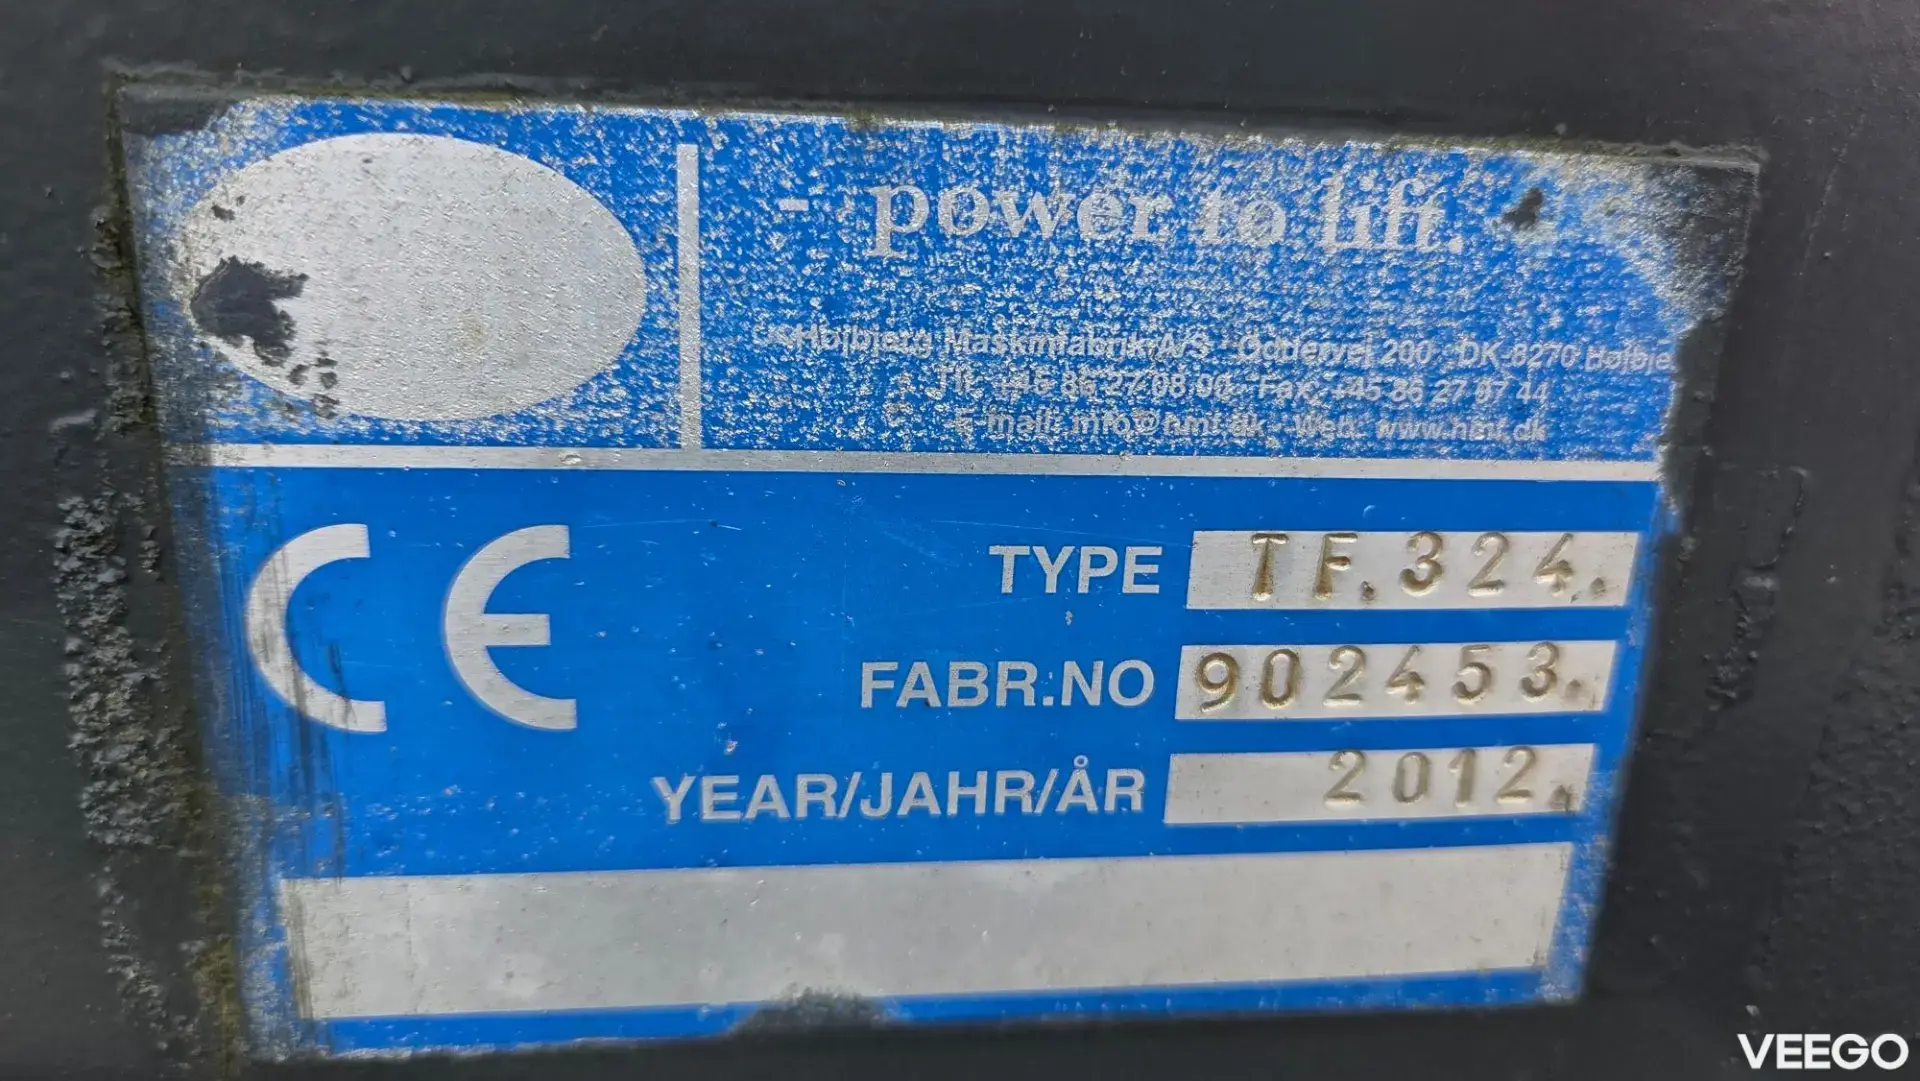 - power to lift.
Højbjerg Maskinfabrik A/S · Oddervej 200 · DK-8270 Højbje
Tlf. +45 86 27 08 00 · Fax: +45 86 27 07 44
E-mail: info@hmf.dk · Web: www.hmf.dk
CE
TYPE TF.324.
FABR.NO 902453.
YEAR/JAHR/ÅR 2012.
VEEGO